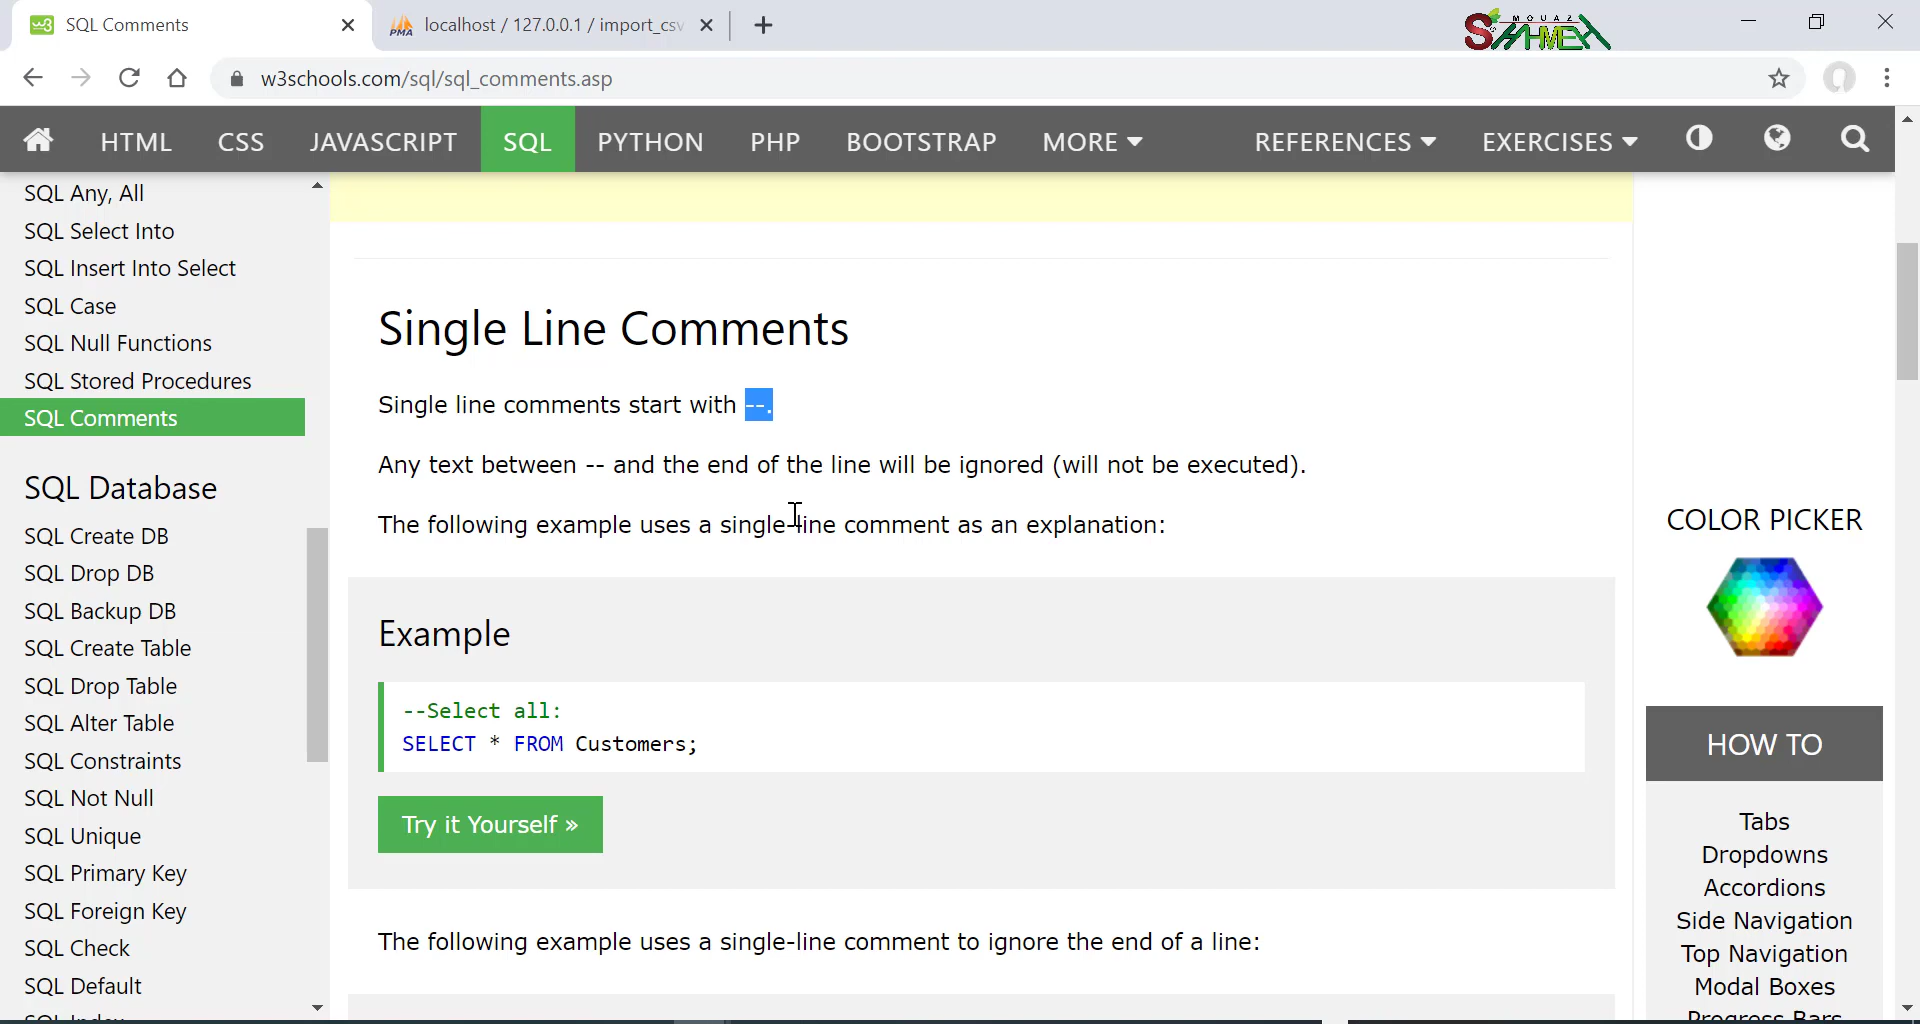 SQL Comments
PMA
localhost / 127.0.0.1 / import_csv
MOUAZ
SHAHMEH
w3schools.com/sql/sql_comments.asp
HTML CSS JAVASCRIPT SQL PYTHON PHP BOOTSTRAP MORE REFERENCES EXERCISES
SQL Any, All
SQL Select Into
SQL Insert Into Select
SQL Case
SQL Null Functions
SQL Stored Procedures
SQL Comments
SQL Database
SQL Create DB
SQL Drop DB
SQL Backup DB
SQL Create Table
SQL Drop Table
SQL Alter Table
SQL Constraints
SQL Not Null
SQL Unique
SQL Primary Key
SQL Foreign Key
SQL Check
SQL Default
SQL Index
Single Line Comments
Single line comments start with --.
Any text between -- and the end of the line will be ignored (will not be executed).
The following example uses a single-line comment as an explanation:
Example
--Select all:
SELECT * FROM Customers;
Try it Yourself »
The following example uses a single-line comment to ignore the end of a line:
COLOR PICKER
HOW TO
Tabs
Dropdowns
Accordions
Side Navigation
Top Navigation
Modal Boxes
Progress Bars